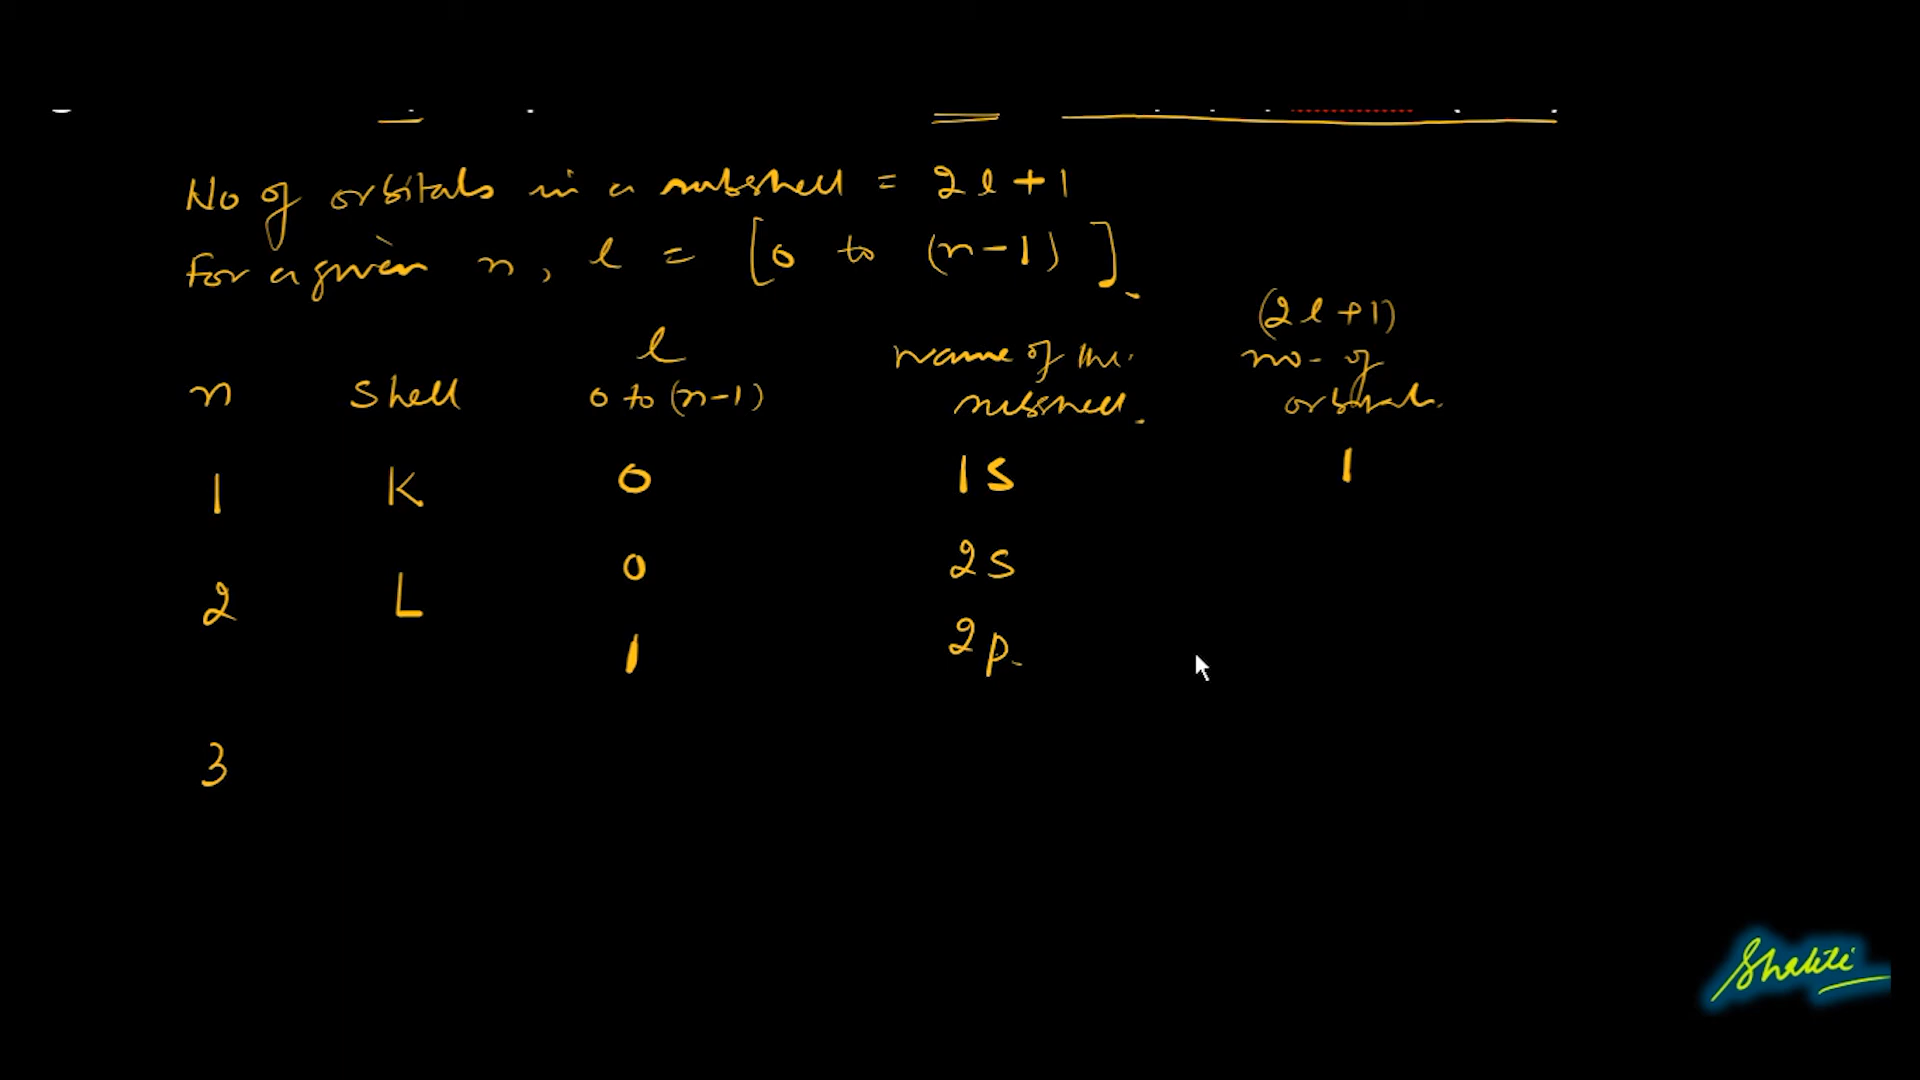 No of orbitals in a subshell = 2l+1
For a given n, l = [0 to (n-1)].
n Shell l 0 to (n-1) Name of the subshell. (2l+1) no. of orbitals.
1 K 0 1s 1
2 L 0 2s
1 2p.
3
Shakti